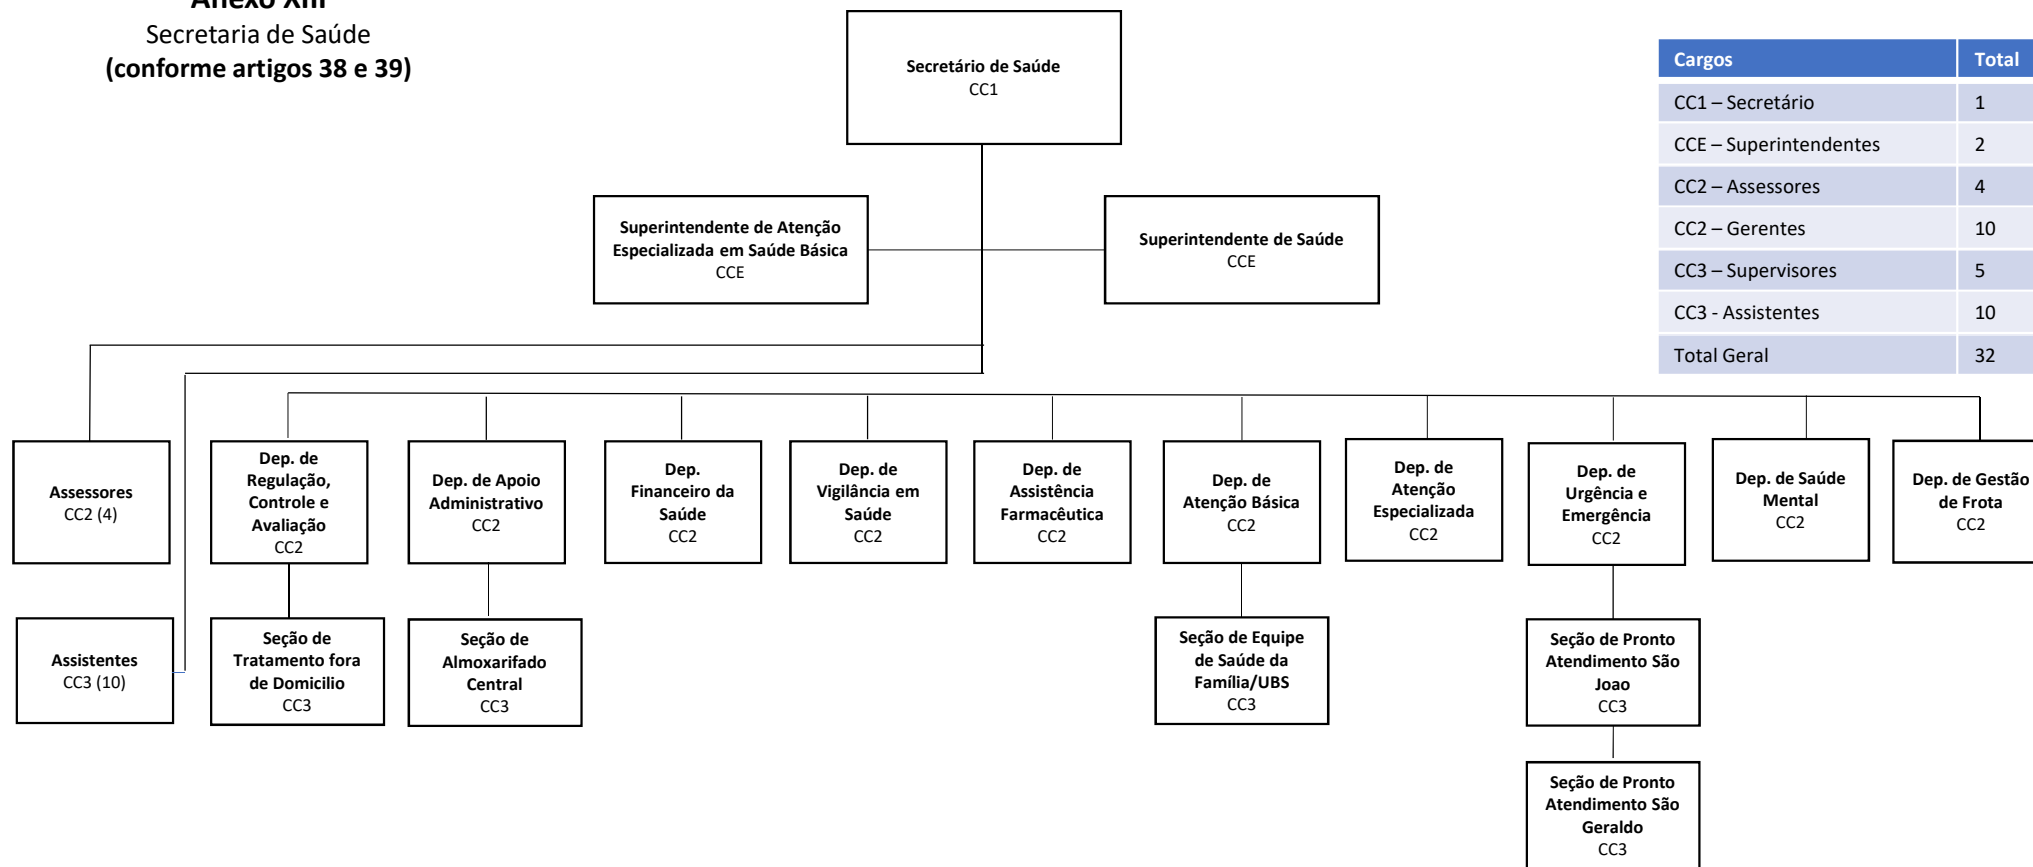 Anexo XIII
Secretaria de Saúde
(conforme artigos 38 e 39)
Secretário de Saúde
CC1
Cargos Total
CC1 – Secretário 1
CCE – Superintendentes 2
CC2 – Assessores 4
CC2 – Gerentes 10
CC3 – Supervisores 5
CC3 - Assistentes 10
Total Geral 32
Superintendente de Atenção
Especializada em Saúde Básica
CCE
Superintendente de Saúde
CCE
Assessores
CC2 (4)
Dep. de
Regulação,
Controle e
Avaliação
CC2
Dep. de Apoio
Administrativo
CC2
Dep.
Financeiro da
Saúde
CC2
Dep. de
Vigilância em
Saúde
CC2
Dep. de
Assistência
Farmacêutica
CC2
Dep. de
Atenção Básica
CC2
Dep. de
Atenção
Especializada
CC2
Dep. de
Urgência e
Emergência
CC2
Dep. de Saúde
Mental
CC2
Dep. de Gestão
de Frota
CC2
Assistentes
CC3 (10)
Seção de
Tratamento fora
de Domicilio
CC3
Seção de
Almoxarifado
Central
CC3
Seção de Equipe
de Saúde da
Família/UBS
CC3
Seção de Pronto
Atendimento São
Joao
CC3
Seção de Pronto
Atendimento São
Geraldo
CC3